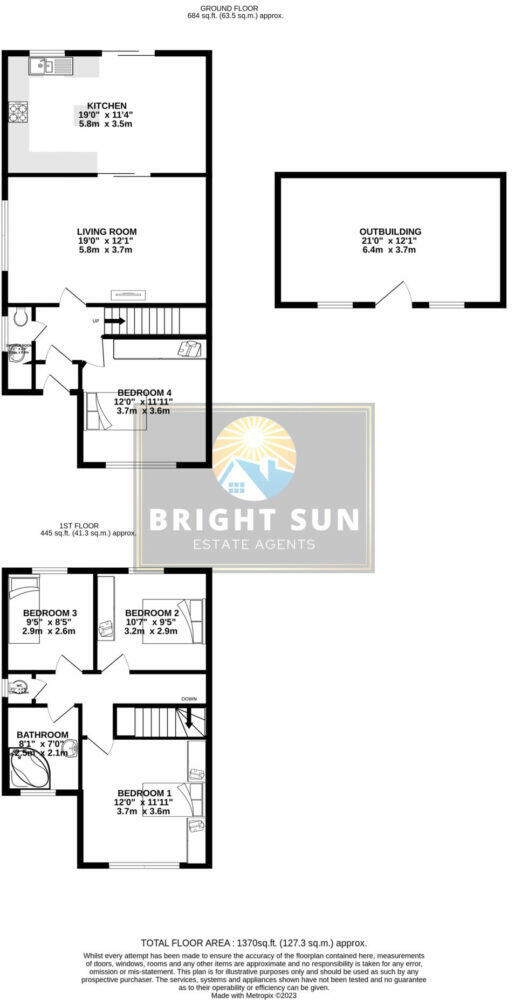 GROUND FLOOR
684 sq.ft. (63.5 sq.m.) approx.
KITCHEN
19'0" x 11'4"
5.8m x 3.5m
LIVING ROOM
19'0" x 12'1"
5.8m x 3.7m
OUTBUILDING
21'0" x 12'1"
6.4m x 3.7m
UP
BEDROOM 4
12'0" x 11'11"
3.7m x 3.6m
BRIGHT SUN
ESTATE AGENTS
1ST FLOOR
445 sq.ft. (41.3 sq.m.) approx.
BEDROOM 3
9'5" x 8'5"
2.9m x 2.6m
BEDROOM 2
10'7" x 9'5"
3.2m x 2.9m
WC
DOWN
BATHROOM
8'1" x 7'0"
2.5m x 2.1m
BEDROOM 1
12'0" x 11'11"
3.7m x 3.6m
TOTAL FLOOR AREA : 1370sq.ft. (127.3 sq.m.) approx.
Whilst every attempt has been made to ensure the accuracy of the floorplan contained here, measurements
of doors, windows, rooms and any other items are approximate and no responsibility is taken for any error,
omission or mis-statement. This plan is for illustrative purposes only and should be used as such by any
prospective purchaser. The services, systems and appliances shown have not been tested and no guarantee
as to their operability or efficiency can be given.
Made with Metropix ©2023